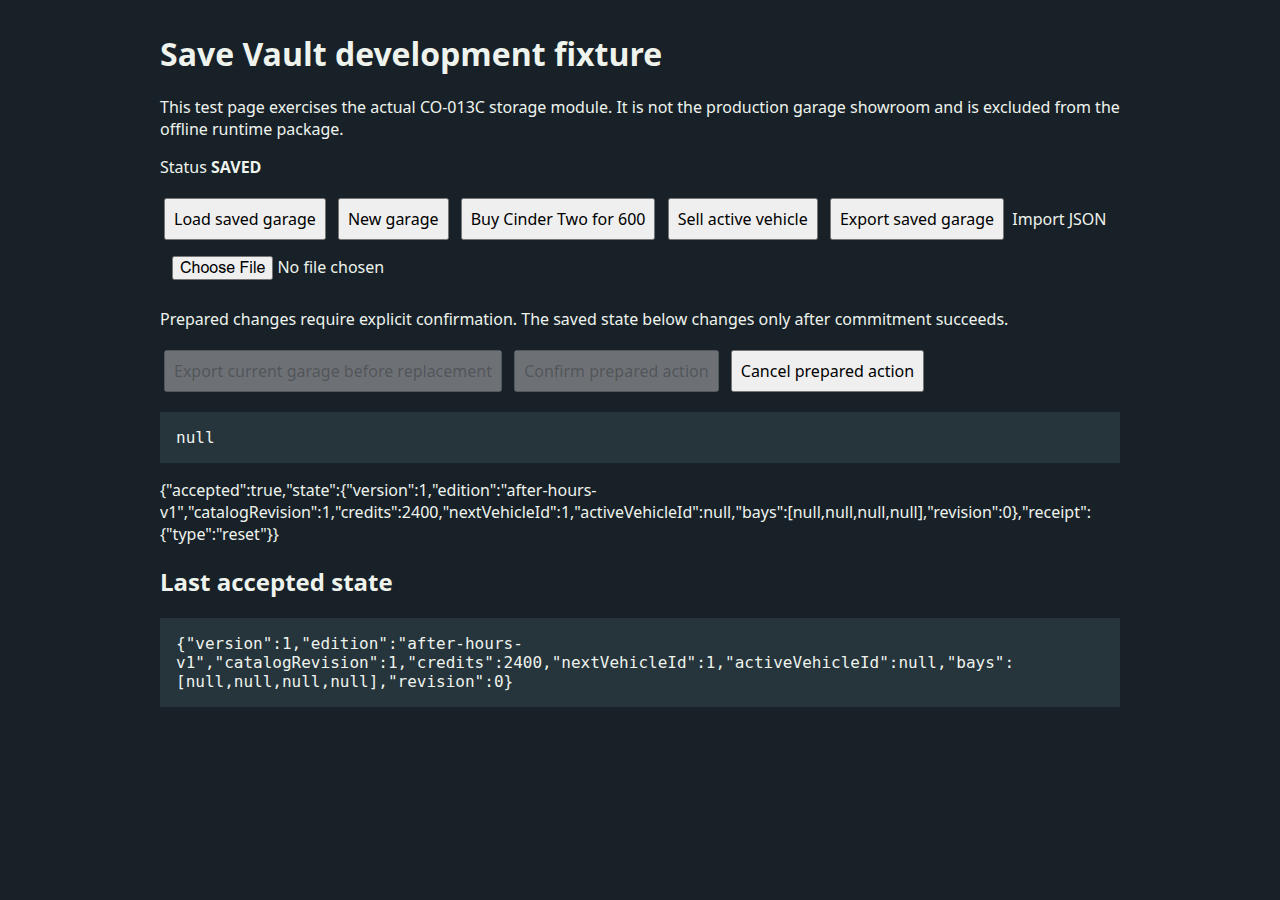 Save Vault development fixture
This test page exercises the actual CO-013C storage module. It is not the production garage showroom and is excluded from the
offline runtime package.
Status SAVED
Load saved garage New garage Buy Cinder Two for 600 Sell active vehicle Export saved garage Import JSON
Choose File No file chosen
Prepared changes require explicit confirmation. The saved state below changes only after commitment succeeds.
Export current garage before replacement Confirm prepared action Cancel prepared action
null
{"accepted":true,"state":{"version":1,"edition":"after-hours-
v1","catalogRevision":1,"credits":2400,"nextVehicleId":1,"activeVehicleId":null,"bays":[null,null,null,null],"revision":0},"receipt":
{"type":"reset"}}
Last accepted state
{"version":1,"edition":"after-hours-
v1","catalogRevision":1,"credits":2400,"nextVehicleId":1,"activeVehicleId":null,"bays":
[null,null,null,null],"revision":0}